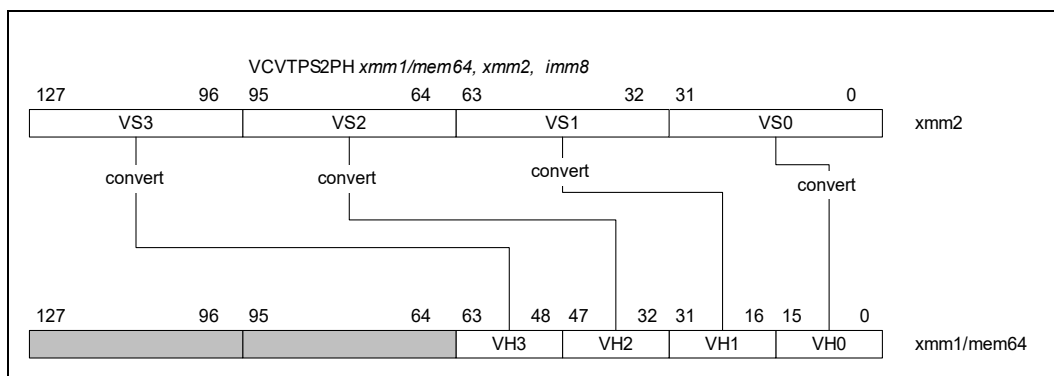 VCVTPS2PH xmm1/mem64, xmm2, imm8
127 96 95 64 63 32 31 0
VS3 VS2 VS1 VS0 xmm2
convert convert convert convert
127 96 95 64 63 48 47 32 31 16 15 0
VH3 VH2 VH1 VH0 xmm1/mem64